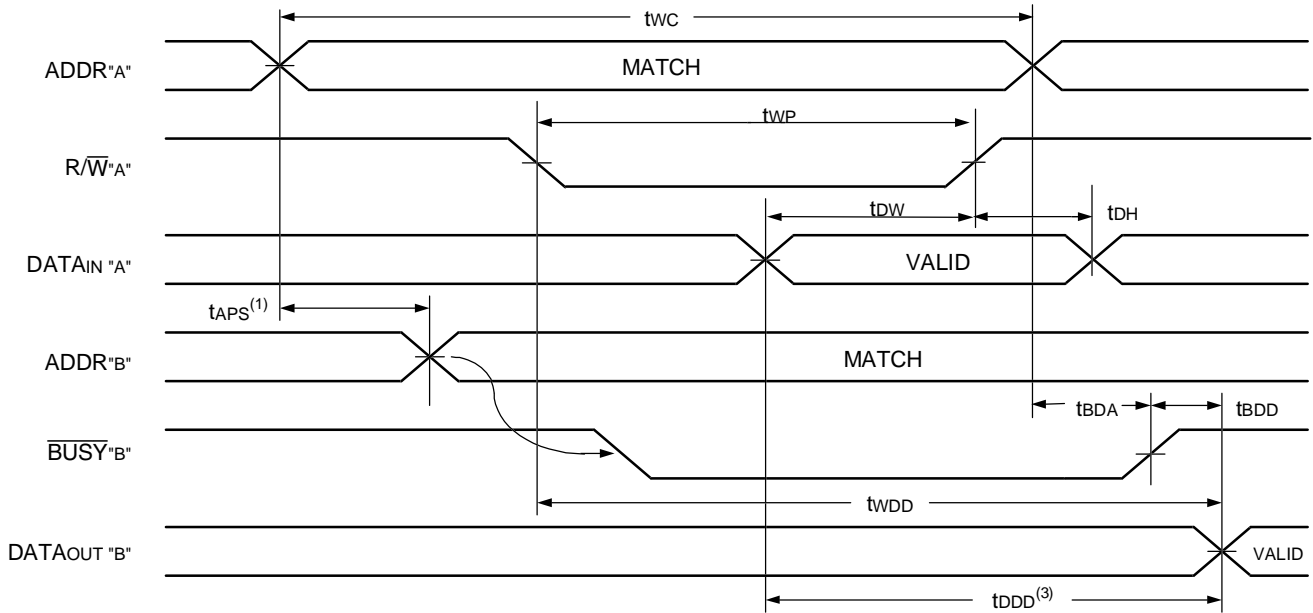 tWC
ADDR"A"
MATCH
tWP
R/W̅"A"
tDW
tDH
DATAIN "A"
VALID
tAPS(1)
ADDR"B"
MATCH
tBDA
tBDD
B̅U̅S̅Y̅"B"
tWDD
DATAOUT "B"
VALID
tDDD(3)